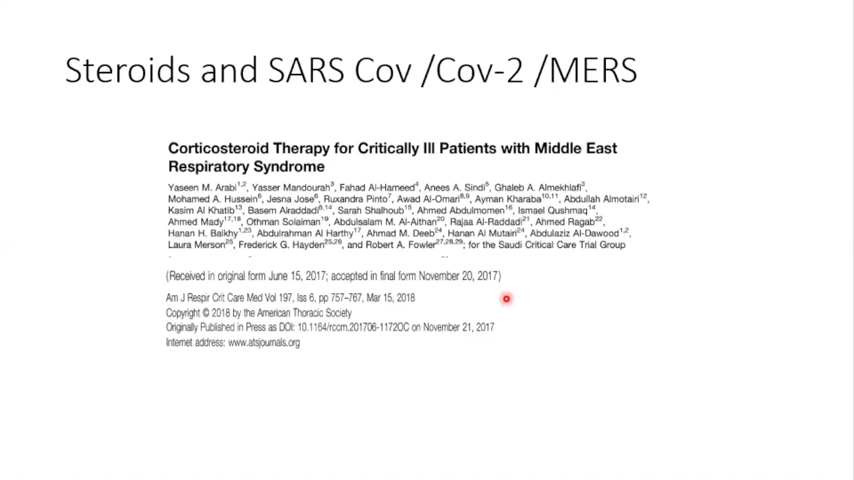 Steroids and SARS Cov /Cov-2 /MERS
Corticosteroid Therapy for Critically Ill Patients with Middle East
Respiratory Syndrome
Yaseen M. Arabi1,2, Yasser Mandourah3, Fahad Al-Hameed4, Anees A. Sindi5, Ghaleb A. Almekhlafi3,
Mohamed A. Hussein6, Jesna Jose6, Ruxandra Pinto7, Awad Al-Omari8,9, Ayman Kharaba10,11, Abdullah Almotairi12,
Kasim Al Khatib13, Basem Alraddadi8,14, Sarah Shalhoub15, Ahmed Abdulmomen16, Ismael Qushmaq14,
Ahmed Mady17,18, Othman Solaiman19, Abdulsalam M. Al-Aithan20, Rajaa Al-Raddadi21, Ahmed Ragab22,
Hanan H. Balkhy1,23, Abdulrahman Al Harthy17, Ahmad M. Deeb24, Hanan Al Mutairi24, Abdulaziz Al-Dawood1,2,
Laura Merson25, Frederick G. Hayden25,26, and Robert A. Fowler27,28,29; for the Saudi Critical Care Trial Group
(Received in original form June 15, 2017; accepted in final form November 20, 2017)
Am J Respir Crit Care Med Vol 197, Iss 6, pp 757–767, Mar 15, 2018
Copyright © 2018 by the American Thoracic Society
Originally Published in Press as DOI: 10.1164/rccm.201706-1172OC on November 21, 2017
Internet address: www.atsjournals.org